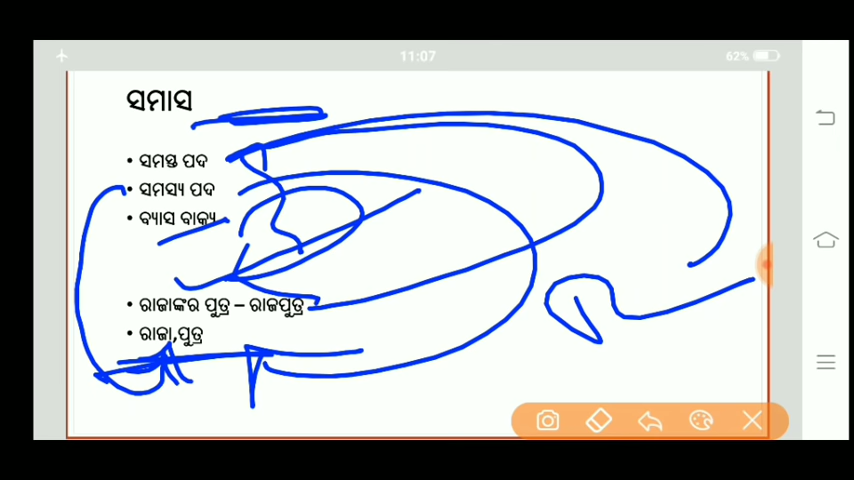 11:07
62%
ସମାସ
• ସମସ୍ତ ପଦ
• ସମସ୍ୟ ପଦ
• ବ୍ୟାସ ବାକ୍ୟ
• ରାଜାଙ୍କର ପୁତ୍ର – ରାଜପୁତ୍ର
• ରାଜା,ପୁତ୍ର